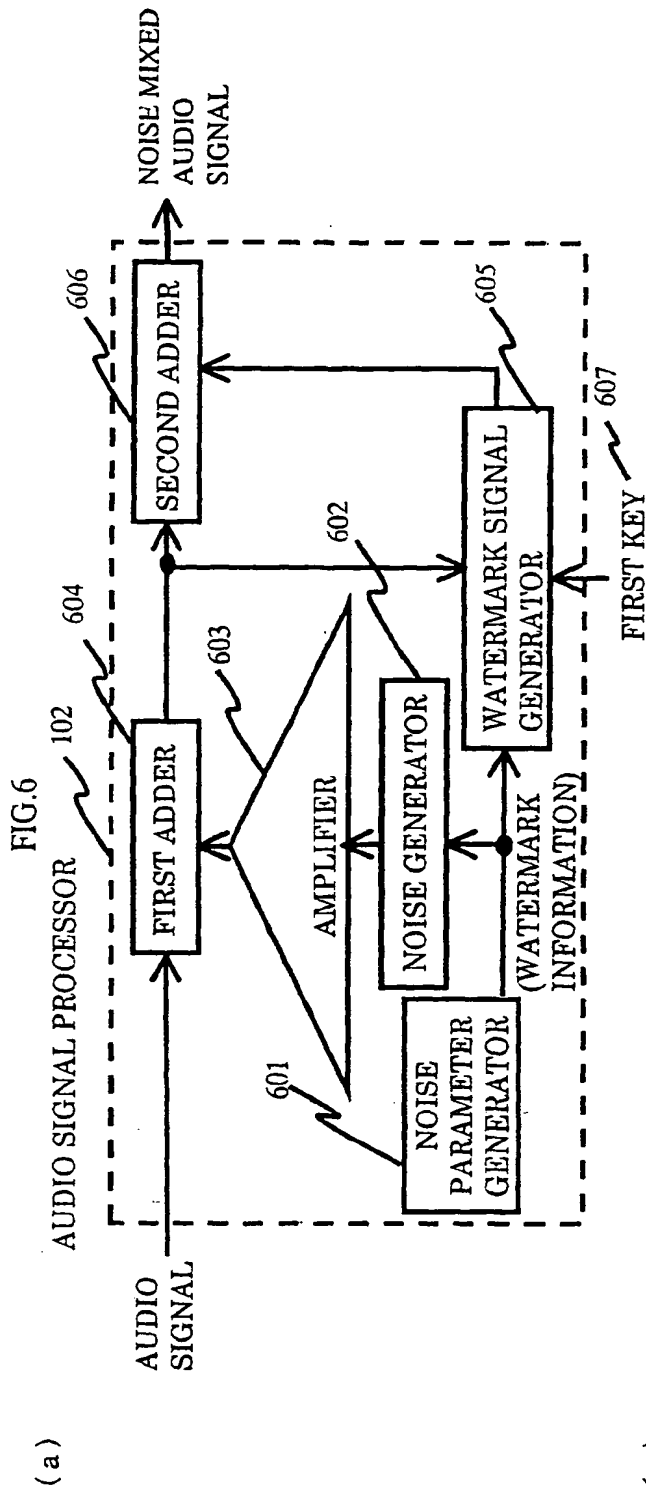 FIG.6
(a)
AUDIO SIGNAL PROCESSOR
102
AUDIO
SIGNAL
604
FIRST ADDER
606
SECOND ADDER
NOISE MIXED
AUDIO
SIGNAL
603
AMPLIFIER
601
NOISE
PARAMETER
GENERATOR
602
NOISE GENERATOR
(WATERMARK
INFORMATION)
605
WATERMARK SIGNAL
GENERATOR
FIRST KEY
607